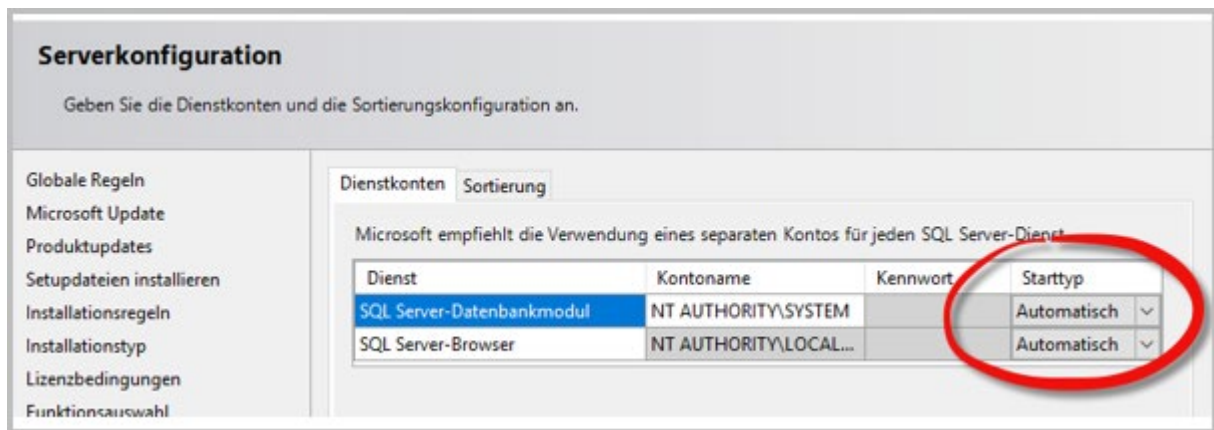 Serverkonfiguration
Geben Sie die Dienstkonten und die Sortierungskonfiguration an.
Globale Regeln
Microsoft Update
Produktupdates
Setupdateien installieren
Installationsregeln
Installationstyp
Lizenzbedingungen
Funktionsauswahl
Dienstkonten Sortierung
Microsoft empfiehlt die Verwendung eines separaten Kontos für jeden SQL Server-Dienst.
Dienst Kontoname Kennwort Starttyp
SQL Server-Datenbankmodul NT AUTHORITY\SYSTEM Automatisch
SQL Server-Browser NT AUTHORITY\LOCAL... Automatisch